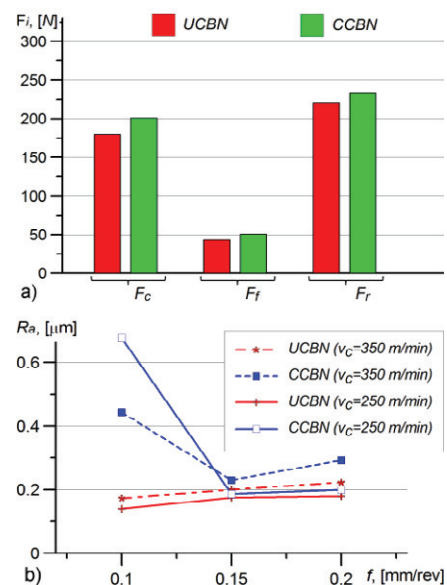 Fi, [N]
UCBN CCBN
300
250
200
150
100
50
0
a)
Fc Ff Fr
Ra, [μm]
UCBN (vc=350 m/min)
CCBN (vc=350 m/min)
UCBN (vc=250 m/min)
CCBN (vc=250 m/min)
0.6
0.4
0.2
0
b)
0.1 0.15 0.2 f, [mm/rev]